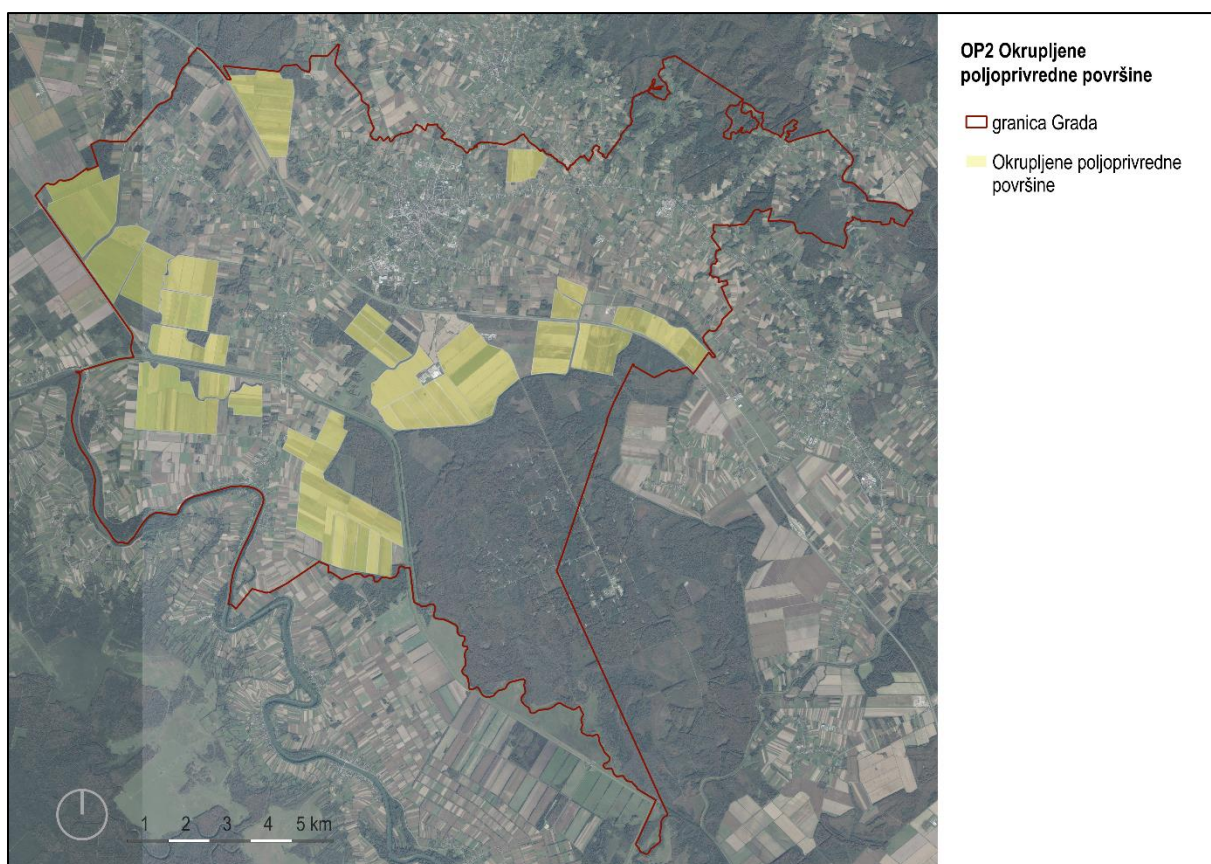 OP2 Okrupljene
poljoprivredne površine
granica Grada
Okrupljene poljoprivredne
površine
1 2 3 4 5 km